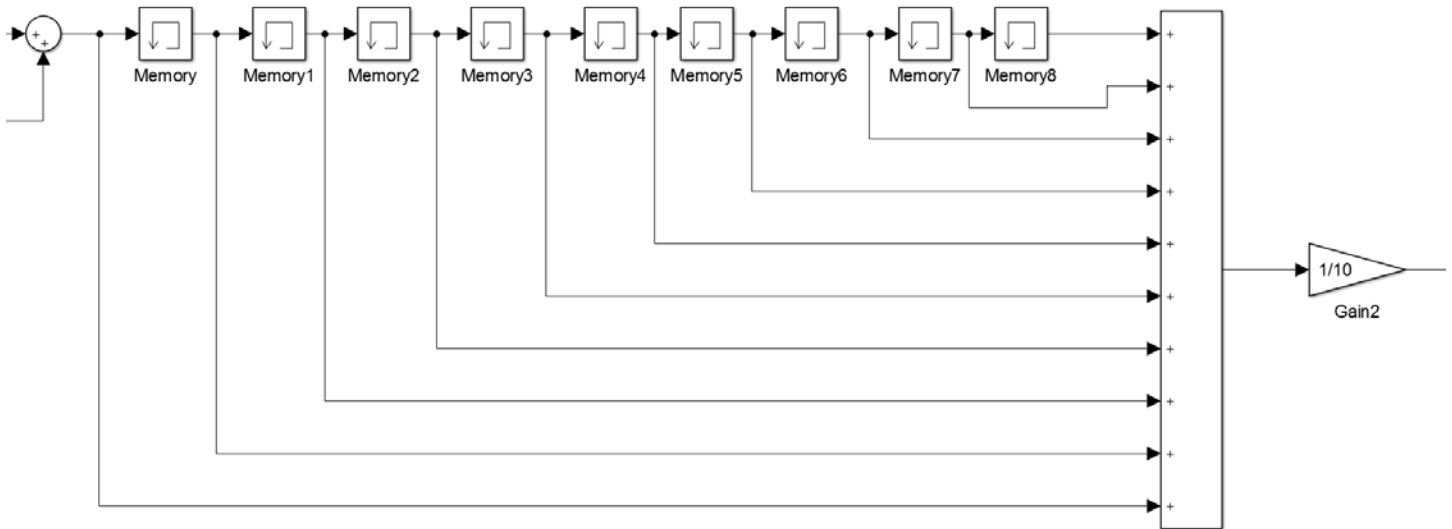 +
+
Memory
Memory1
Memory2
Memory3
Memory4
Memory5
Memory6
Memory7
Memory8
+
+
+
+
+
+
+
+
+
+
1/10
Gain2